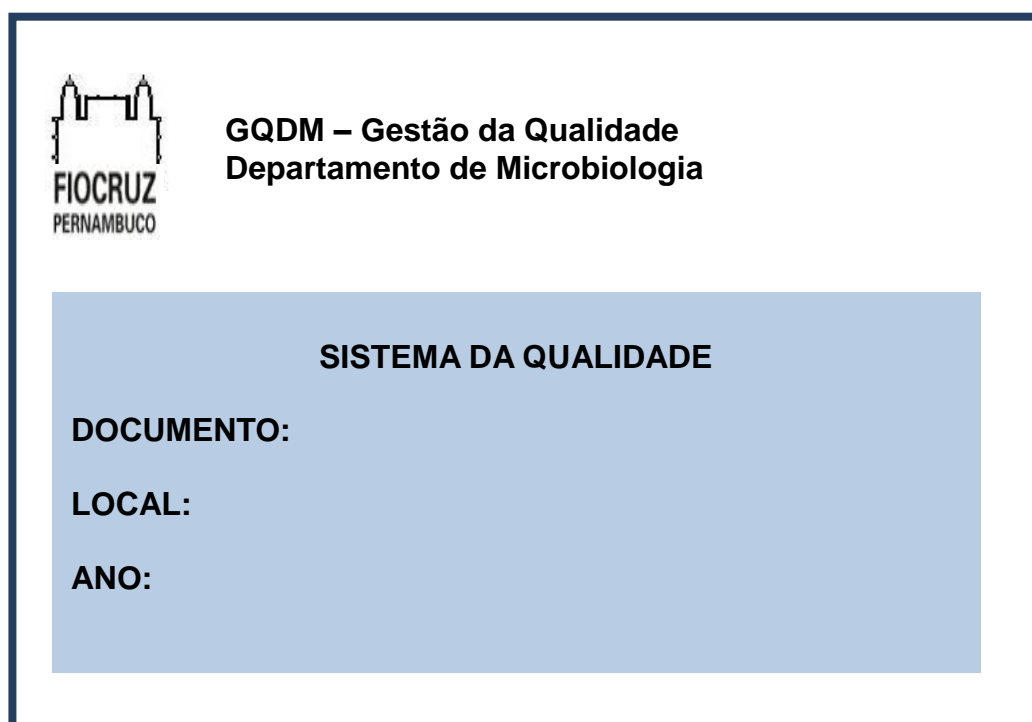 GQDM – Gestão da Qualidade
Departamento de Microbiologia
FIOCRUZ
PERNAMBUCO
SISTEMA DA QUALIDADE
DOCUMENTO:
LOCAL:
ANO: